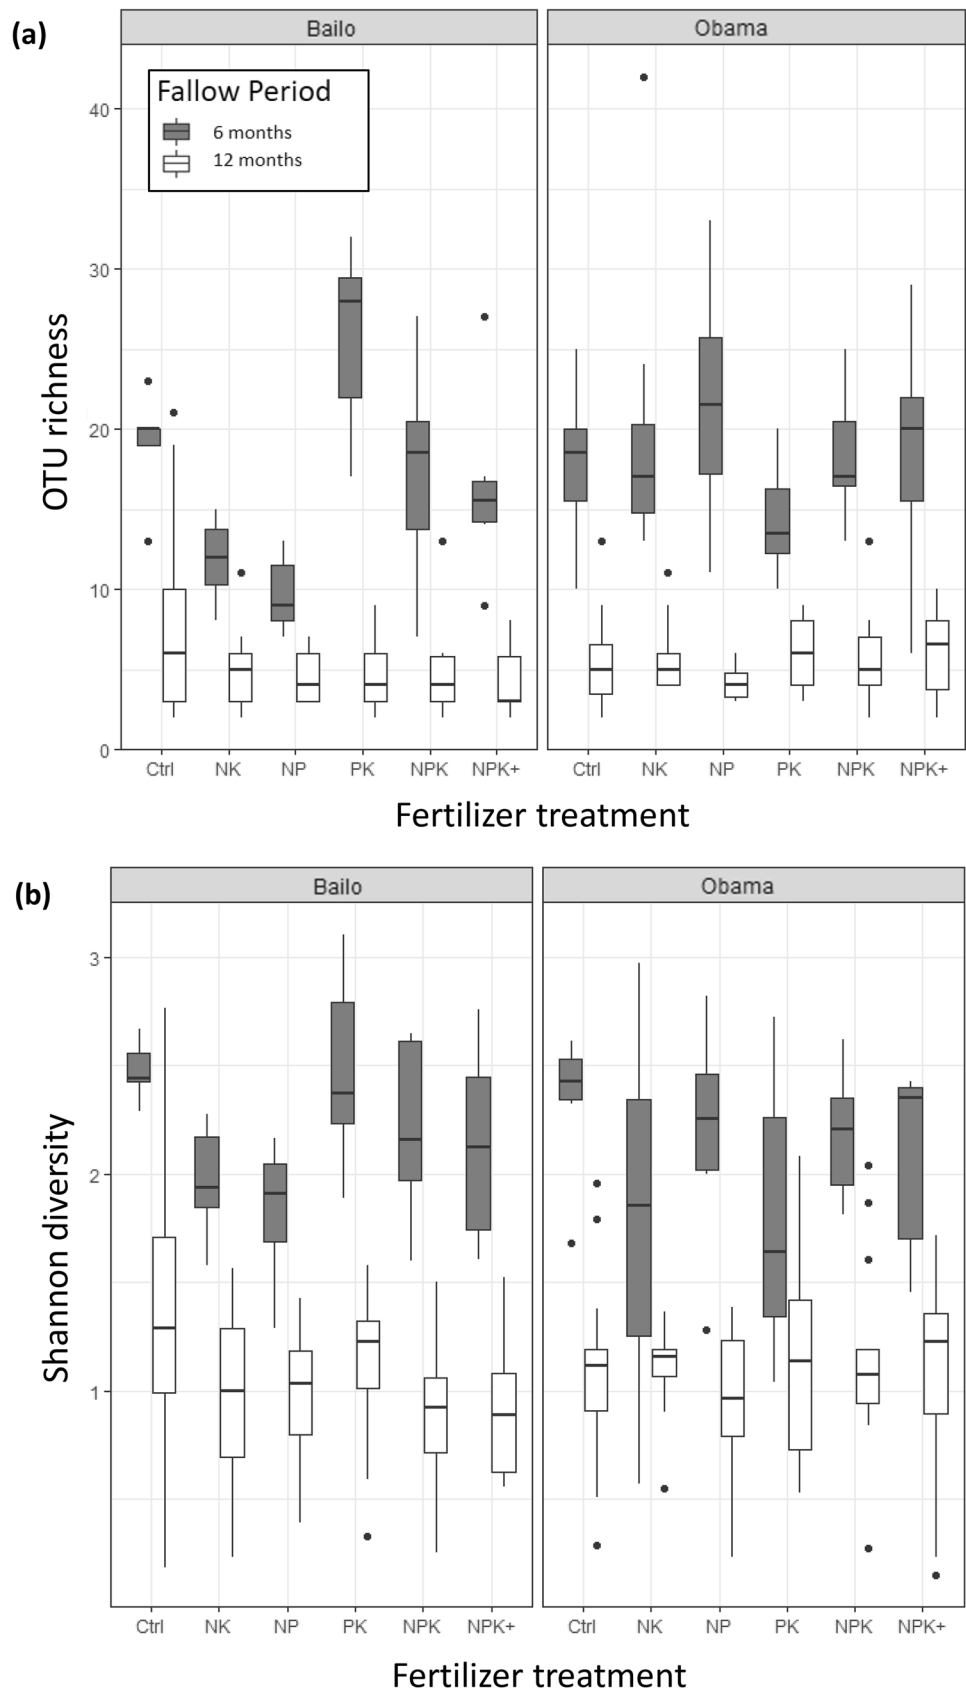 (a)
Bailo Obama
Fallow Period
6 months
12 months
40
30
20
10
0
OTU richness
Ctrl NK NP PK NPK NPK+ Ctrl NK NP PK NPK NPK+
Fertilizer treatment
(b)
Bailo Obama
3
2
1
Shannon diversity
Ctrl NK NP PK NPK NPK+ Ctrl NK NP PK NPK NPK+
Fertilizer treatment